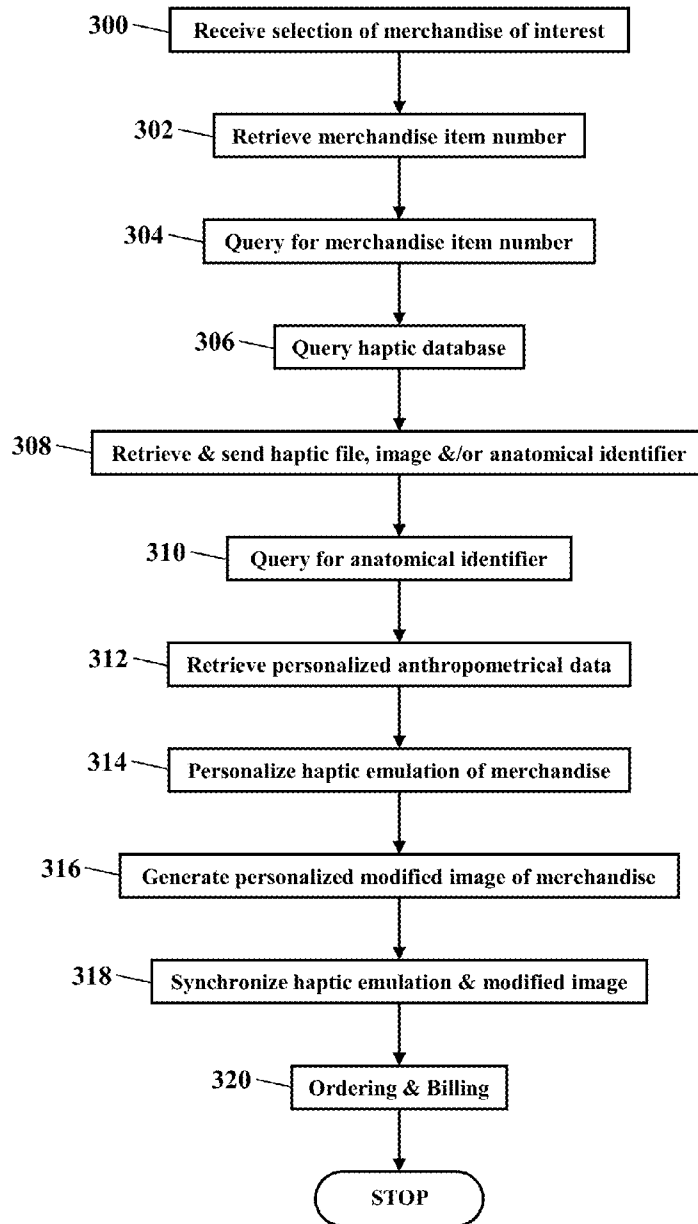 300 Receive selection of merchandise of interest
302 Retrieve merchandise item number
304 Query for merchandise item number
306 Query haptic database
308 Retrieve & send haptic file, image &/or anatomical identifier
310 Query for anatomical identifier
312 Retrieve personalized anthropometrical data
314 Personalize haptic emulation of merchandise
316 Generate personalized modified image of merchandise
318 Synchronize haptic emulation & modified image
320 Ordering & Billing
STOP